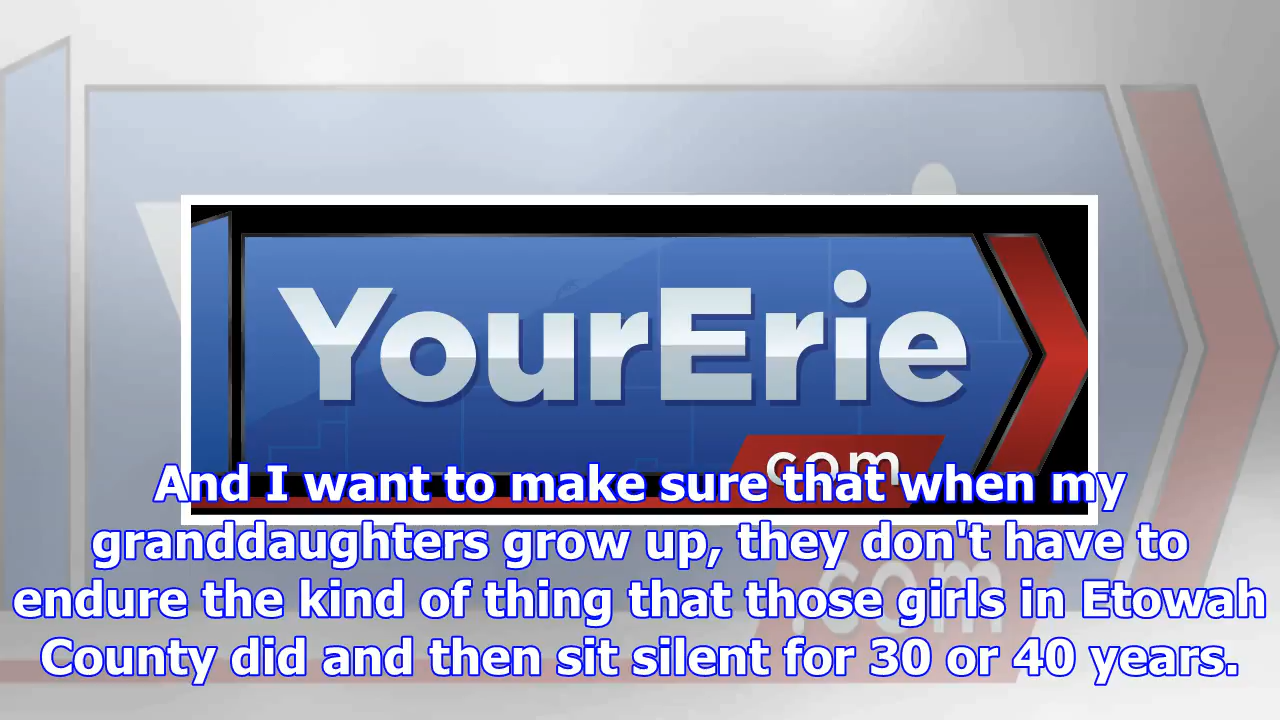 YourErie
.com
And I want to make sure that when my
granddaughters grow up, they don't have to
endure the kind of thing that those girls in Etowah
County did and then sit silent for 30 or 40 years.